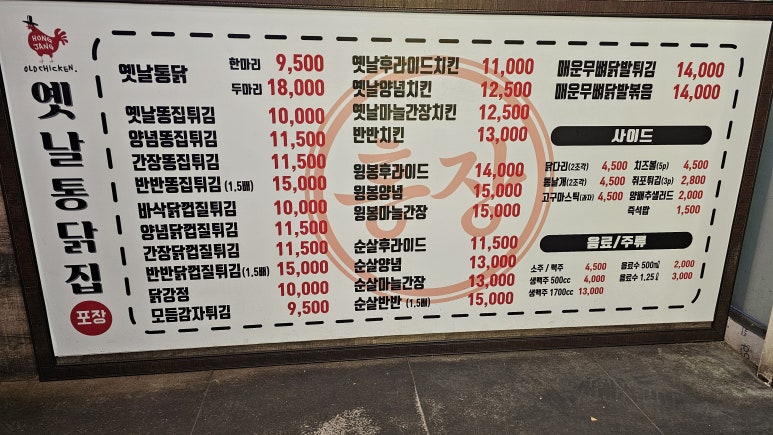 HONG
JANG
OLD CHICKEN.
옛날통닭집
포장
홍장
옛날통닭 한마리 9,500
두마리 18,000
옛날똥집튀김 10,000
양념똥집튀김 11,500
간장똥집튀김 11,500
반반똥집튀김 (1.5배) 15,000
바삭닭껍질튀김 10,000
양념닭껍질튀김 11,500
간장닭껍질튀김 11,500
반반닭껍질튀김 (1.5배) 15,000
닭강정 10,000
모듬감자튀김 9,500
옛날후라이드치킨 11,000
옛날양념치킨 12,500
옛날마늘간장치킨 12,500
반반치킨 13,000
윙봉후라이드 14,000
윙봉양념 15,000
윙봉마늘간장 15,000
순살후라이드 11,500
순살양념 13,000
순살마늘간장 13,000
순살반반 (1.5배) 15,000
매운무뼈닭발튀김 14,000
매운무뼈닭발볶음 14,000
사이드
닭다리(2조각) 4,500 치즈볼(5p) 4,500
통날개(2조각) 4,500 쥐포튀김(3p) 2,800
고구마스틱(과자) 4,500 양배추샐러드 2,000
즉석밥 1,500
음료/주류
소주 / 맥주 4,500 음료수 500㎖ 2,000
생맥주 500cc 4,000 음료수 1.25ℓ 3,000
생맥주 1700cc 13,000